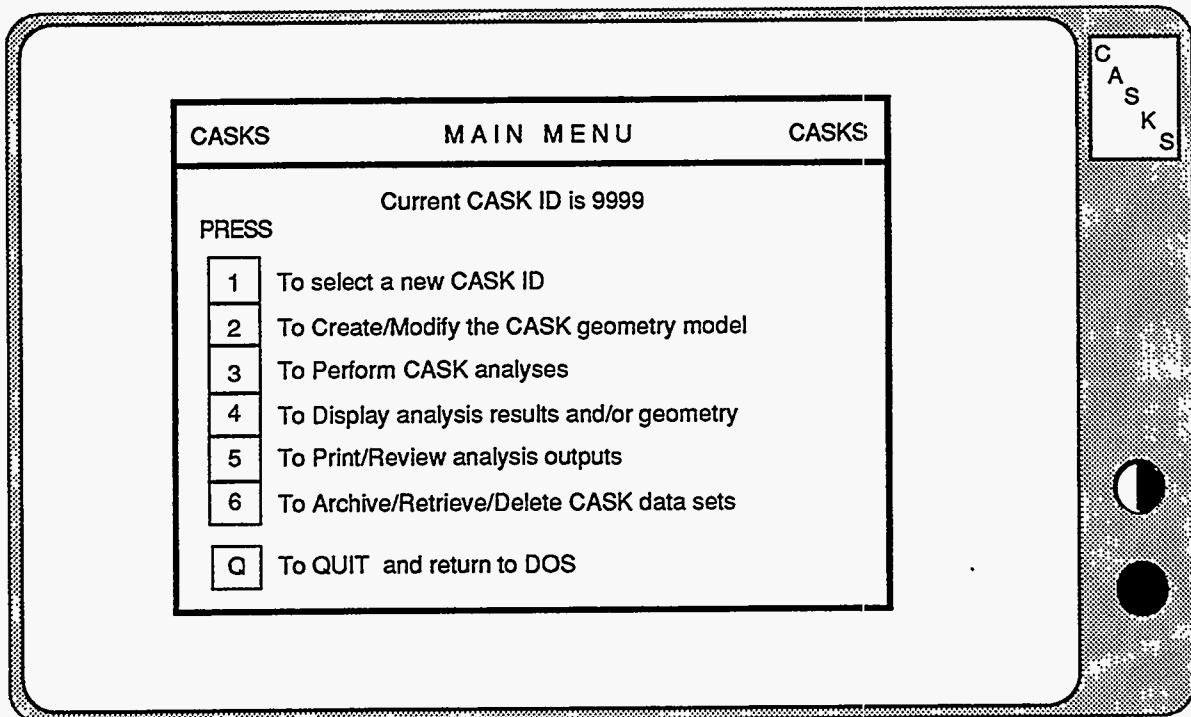 CASKS MAIN MENU CASKS
Current CASK ID is 9999
PRESS
1 To select a new CASK ID
2 To Create/Modify the CASK geometry model
3 To Perform CASK analyses
4 To Display analysis results and/or geometry
5 To Print/Review analysis outputs
6 To Archive/Retrieve/Delete CASK data sets
Q To QUIT and return to DOS
CASKS